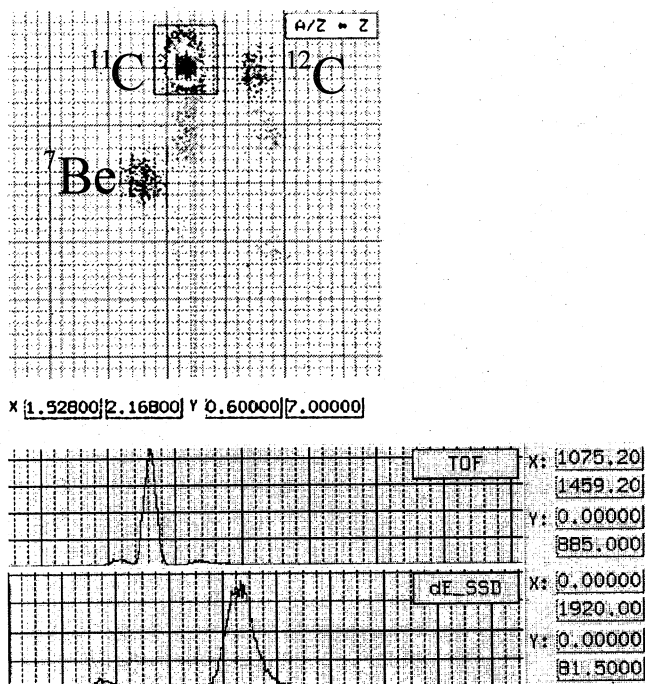 A/Z * Z
¹¹C ¹²C
⁷Be
X 1.52800 2.16800 Y 0.60000 7.00000
TOF X: 1075.20
1459.20
Y: 0.00000
885.000
dE_SSD X: 0.00000
1920.00
Y: 0.00000
81.5000